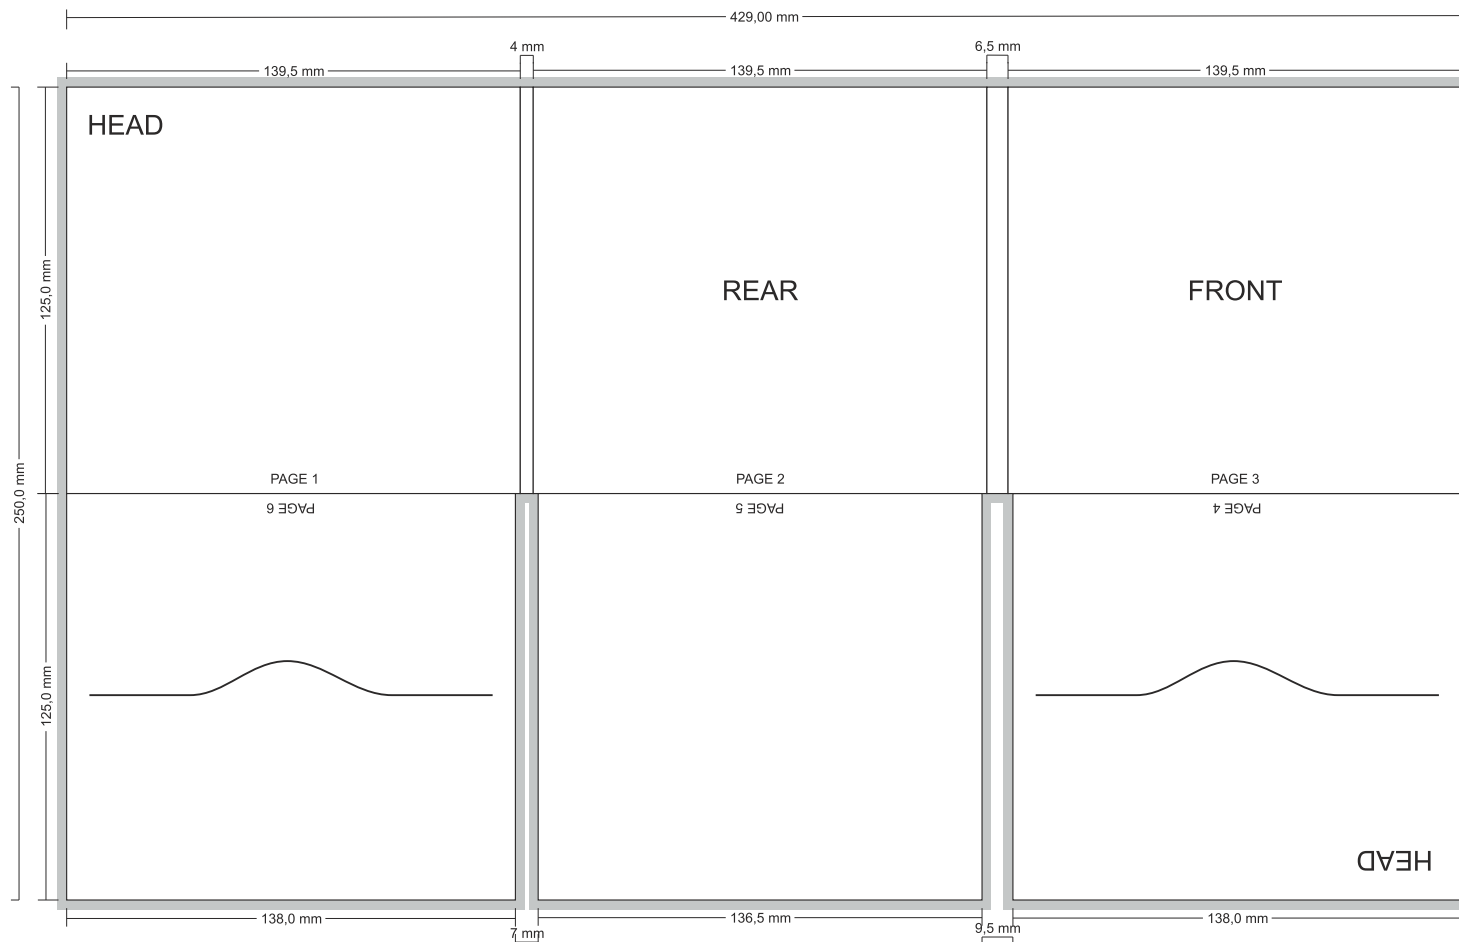 429,00 mm
4 mm
6,5 mm
139,5 mm
139,5 mm
139,5 mm
HEAD
125,0 mm
REAR
FRONT
PAGE 1
PAGE 2
PAGE 3
250,0 mm
PAGE 6
PAGE 5
PAGE 4
125,0 mm
HEAD
138,0 mm
136,5 mm
138,0 mm
7 mm
9,5 mm